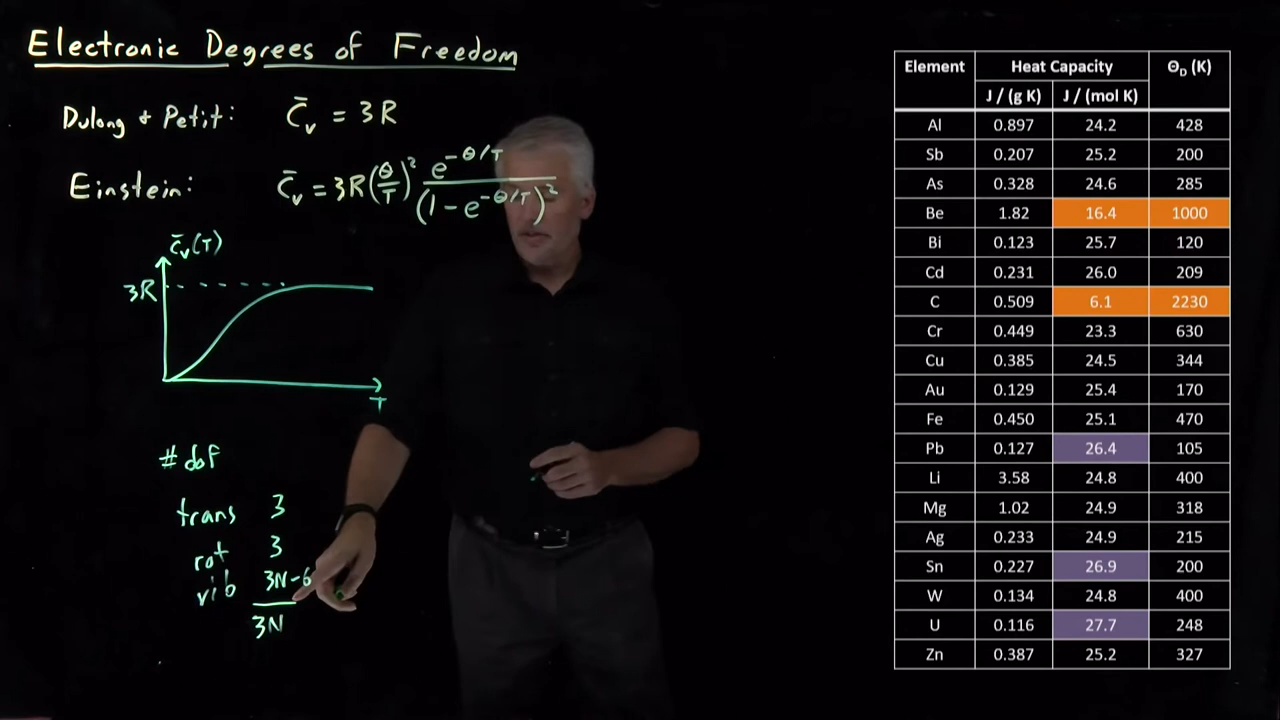 Electronic Degrees of Freedom
Dulong + Petit: C̄ᵥ = 3R
Einstein: C̄ᵥ = 3R(Θ/T)² e^(-Θ/T) / (1 - e^(-Θ/T))²
C̄ᵥ(T)
3R
T
# dof
trans 3
rot 3
vib 3N-6
3N
Element Heat Capacity Θ_D (K)
J / (g K) J / (mol K)
Al 0.897 24.2 428
Sb 0.207 25.2 200
As 0.328 24.6 285
Be 1.82 16.4 1000
Bi 0.123 25.7 120
Cd 0.231 26.0 209
C 0.509 6.1 2230
Cr 0.449 23.3 630
Cu 0.385 24.5 344
Au 0.129 25.4 170
Fe 0.450 25.1 470
Pb 0.127 26.4 105
Li 3.58 24.8 400
Mg 1.02 24.9 318
Ag 0.233 24.9 215
Sn 0.227 26.9 200
W 0.134 24.8 400
U 0.116 27.7 248
Zn 0.387 25.2 327